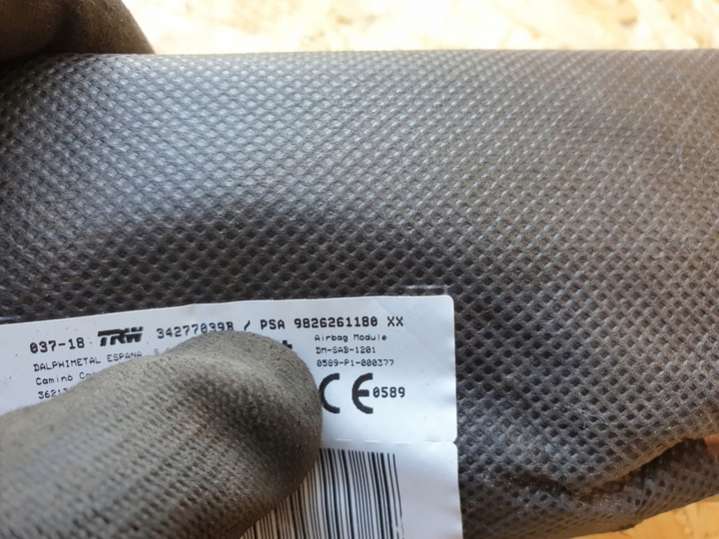 037-18 TRW 34277039B / PSA 9826261180 XX
DALPHIMETAL ESPANA
Camino
Airbag Module
DM-SAB-1201
0589-P1-000377
CE 0589